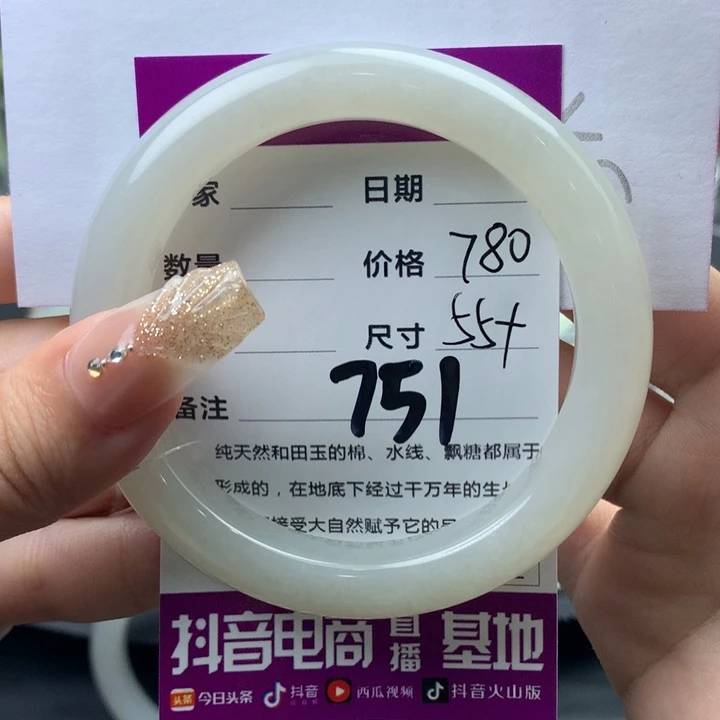 家 日期
数量 价格 780
尺寸 55+
备注 751
纯天然和田玉的棉、水线、飘糖都属于
形成的，在地底下经过千万年的生
接受大自然赋予它的
抖音电商直播基地
今日头条 抖音 西瓜视频 抖音火山版